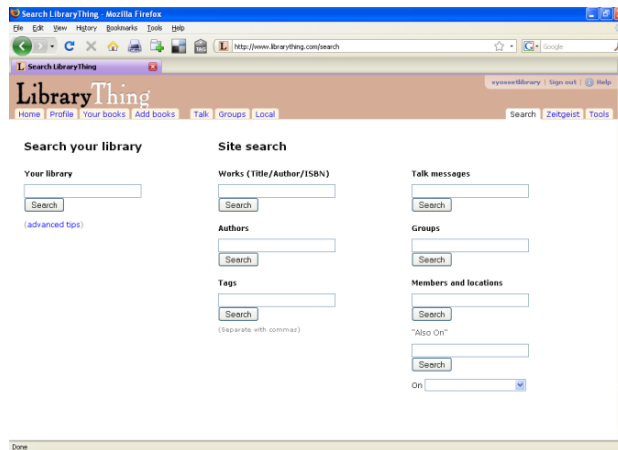 Search LibraryThing - Mozilla Firefox
File Edit View History Bookmarks Tools Help
http://www.librarything.com/search
Google
Search LibraryThing
LibraryThing
Sign out | Help
Home Profile Your books Add books Talk Groups Local Search Zeitgeist Tools
Search your library
Your library
Search
(advanced tips)
Site search
Works (Title/Author/ISBN)
Search
Authors
Search
Tags
Search
(Separate with commas)
Talk messages
Search
Groups
Search
Members and locations
Search
"Also On"
Search
On
Done